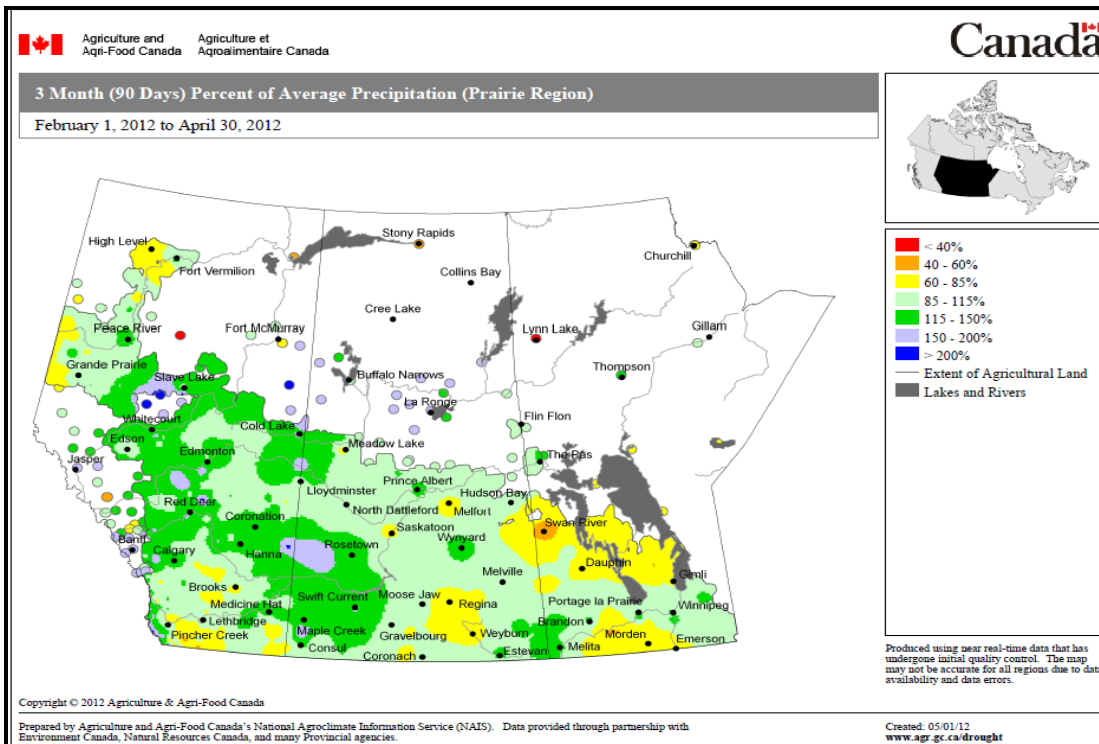 Agriculture and Agriculture et
Agri-Food Canada Agroalimentaire Canada
Canada
3 Month (90 Days) Percent of Average Precipitation (Prairie Region)
February 1, 2012 to April 30, 2012
High Level
Fort Vermilion
Stony Rapids
Churchill
Collins Bay
Cree Lake
Peace River
Fort McMurray
Lynn Lake
Gillam
Grande Prairie
Slave Lake
Buffalo Narrows
Thompson
La Ronge
Whitecourt
Cold Lake
Flin Flon
Edson
Edmonton
Meadow Lake
Jasper
The Pas
Lloydminster
Prince Albert
Hudson Bay
Red Deer
North Battleford
Melfort
Coronation
Saskatoon
Swan River
Banff
Calgary
Hanna
Rosetown
Wynyard
Dauphin
Melville
Gimli
Brooks
Medicine Hat
Swift Current
Moose Jaw
Regina
Portage la Prairie
Winnipeg
Lethbridge
Brandon
Pincher Creek
Maple Creek
Gravelbourg
Weyburn
Morden
Emerson
Consul
Coronach
Estevan
Melita
< 40%
40 - 60%
60 - 85%
85 - 115%
115 - 150%
150 - 200%
> 200%
Extent of Agricultural Land
Lakes and Rivers
Produced using near real-time data that has
undergone initial quality control. The map
may not be accurate for all regions due to data
availability and data errors.
Copyright © 2012 Agriculture & Agri-Food Canada
Prepared by Agriculture and Agri-Food Canada's National Agroclimate Information Service (NAIS). Data provided through partnership with
Environment Canada, Natural Resources Canada, and many Provincial agencies.
Created: 05/01/12
www.agr.gc.ca/drought